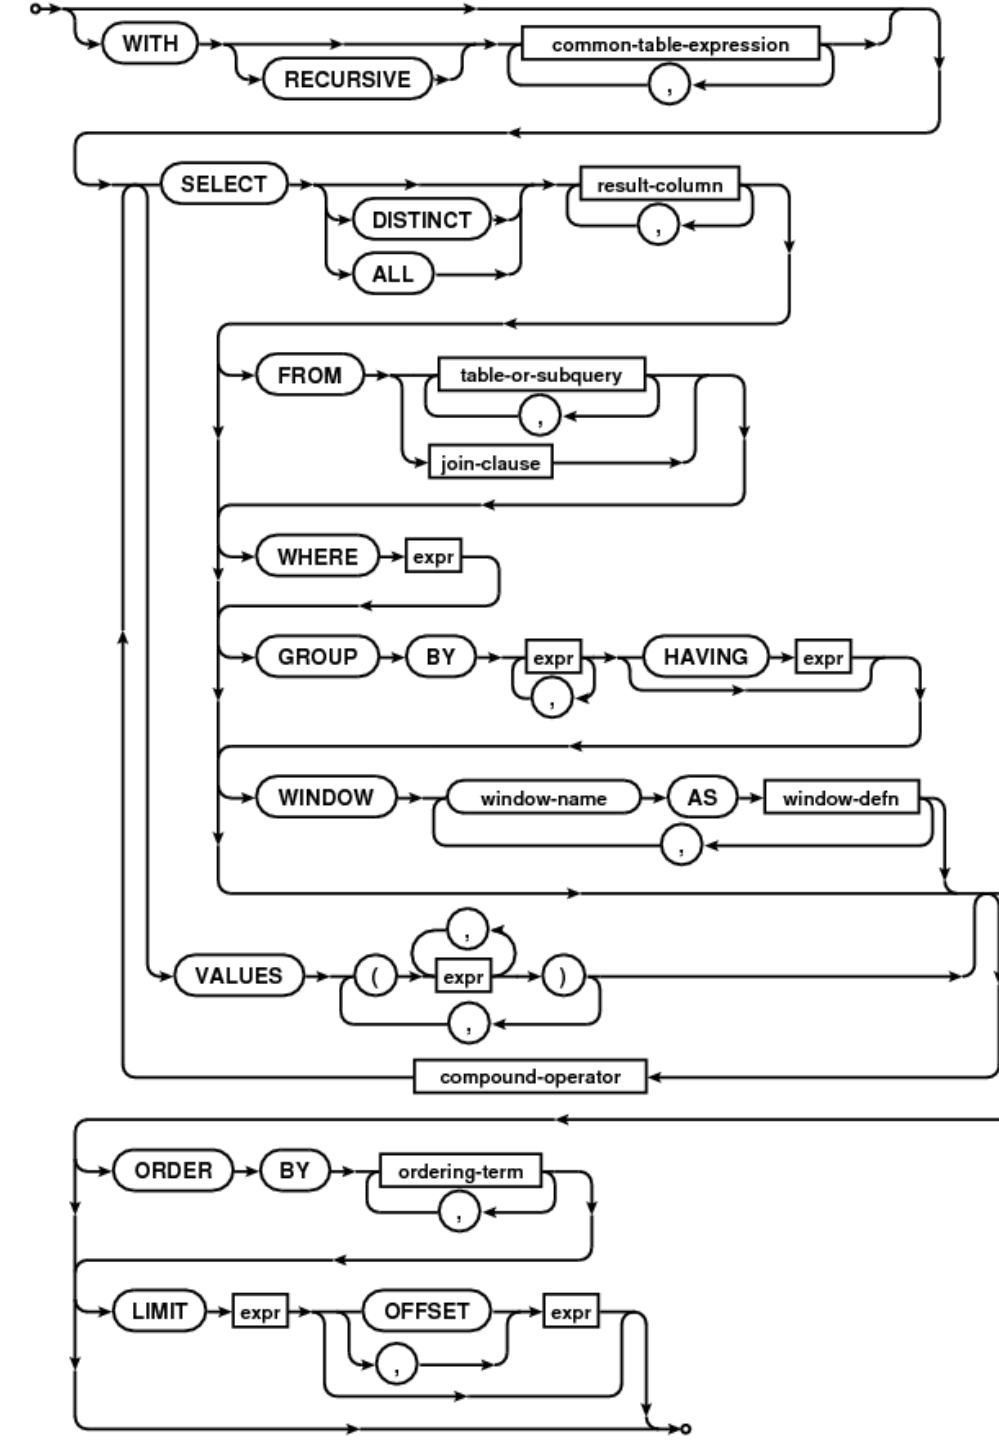 WITH common-table-expression
RECURSIVE
,
SELECT result-column
DISTINCT ,
ALL
FROM table-or-subquery
,
join-clause
WHERE expr
GROUP BY expr HAVING expr
,
WINDOW window-name AS window-defn
,
,
VALUES ( expr )
,
compound-operator
ORDER BY ordering-term
,
LIMIT expr OFFSET expr
,